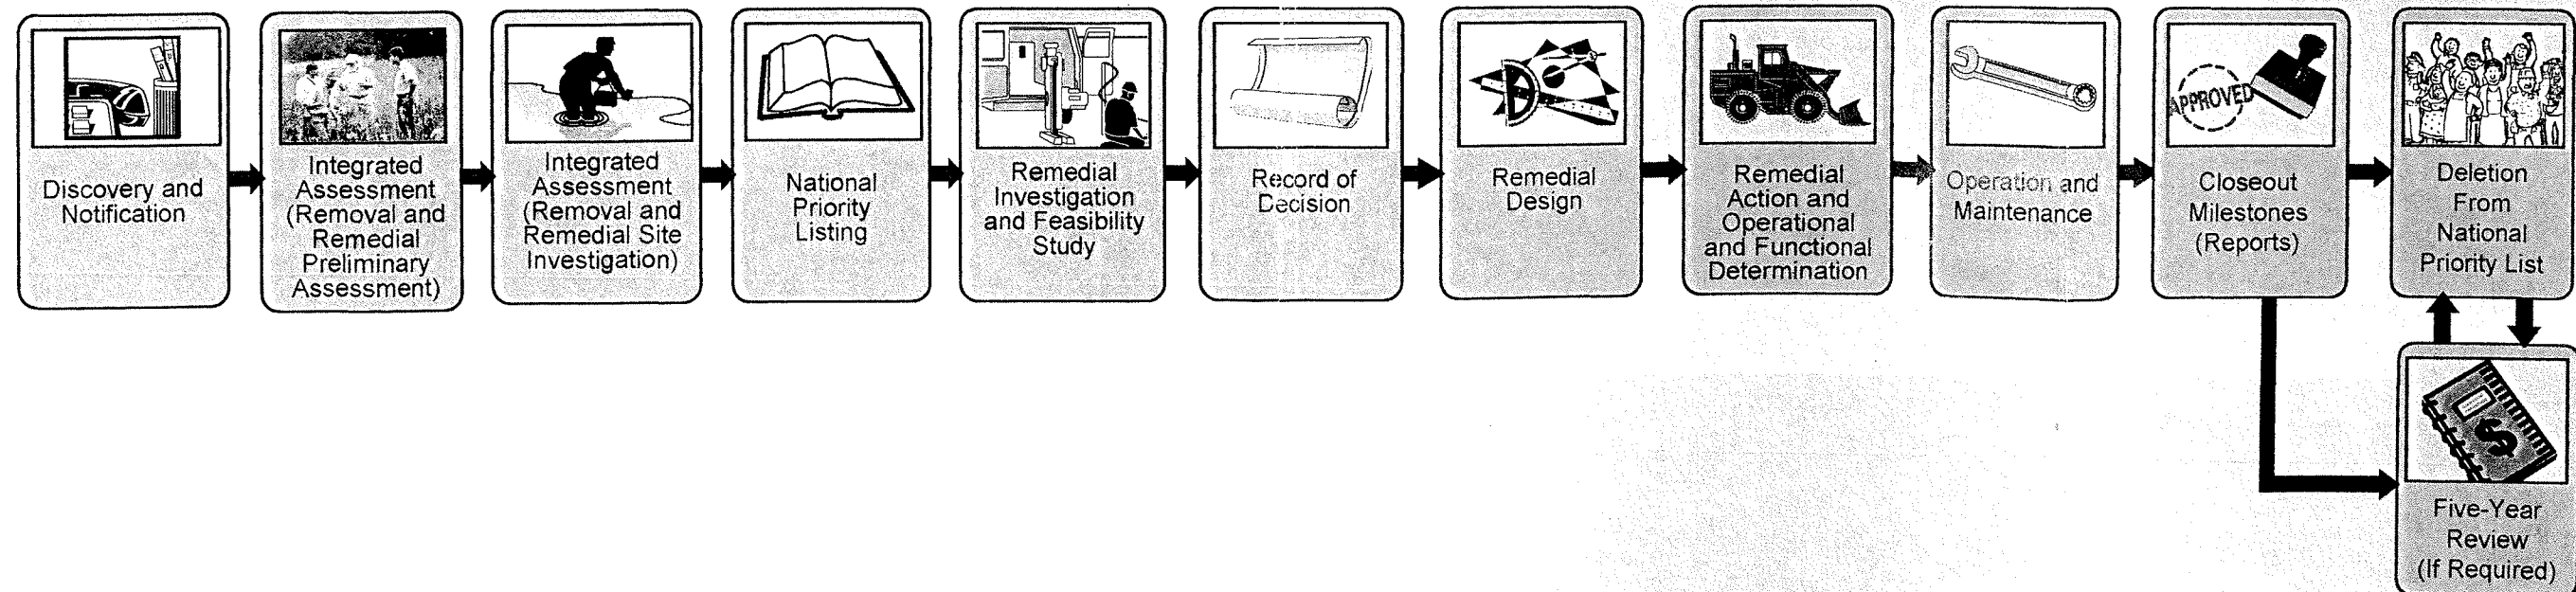 Discovery and
Notification
Integrated
Assessment
(Removal and
Remedial
Preliminary
Assessment)
Integrated
Assessment
(Removal and
Remedial Site
Investigation)
National
Priority
Listing
Remedial
Investigation
and Feasibility
Study
Record of
Decision
Remedial
Design
Remedial
Action and
Operational
and Functional
Determination
Operation and
Maintenance
APPROVED
Closeout
Milestones
(Reports)
Deletion
From
National
Priority List
$
Five-Year
Review
(If Required)